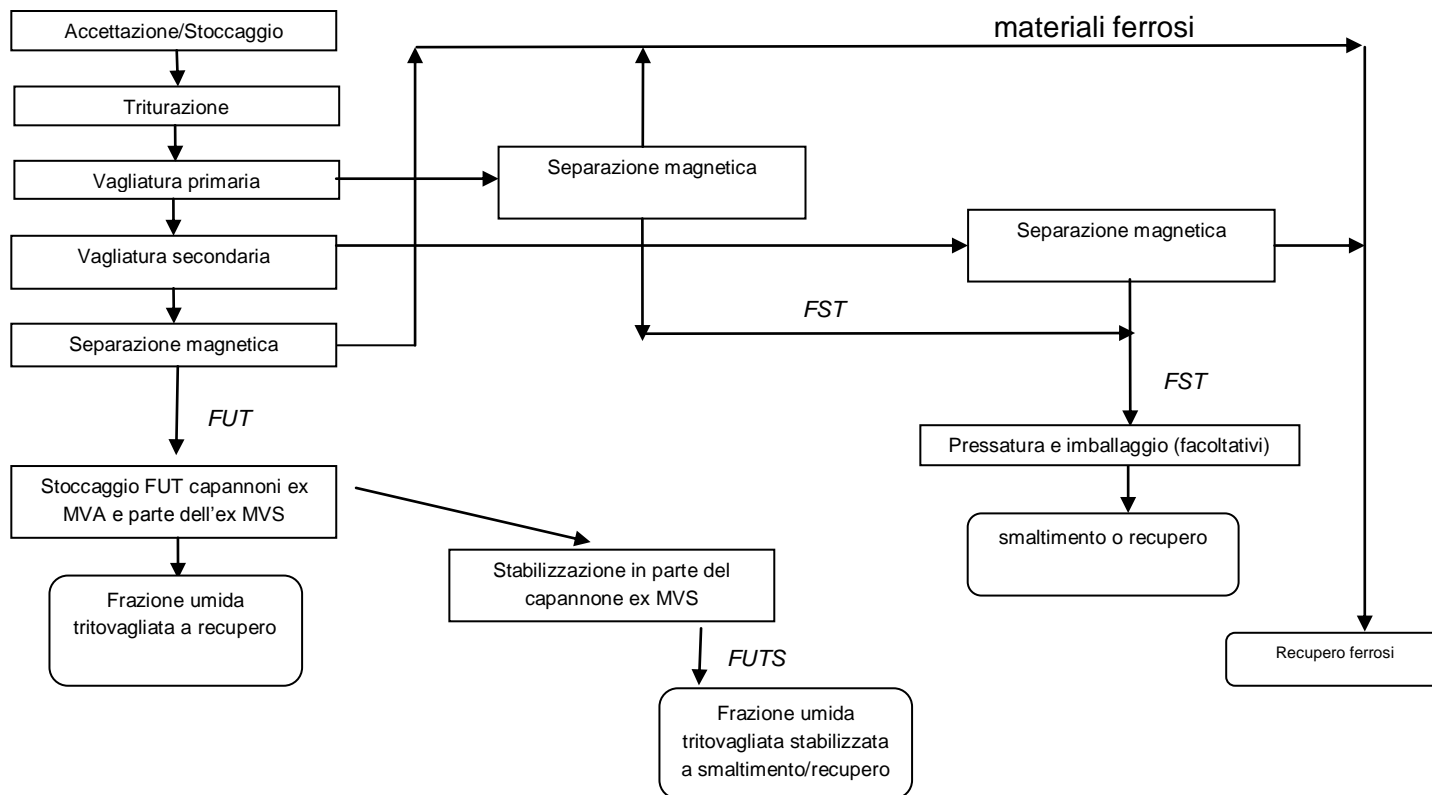 Accettazione/Stoccaggio
materiali ferrosi
Triturazione
Vagliatura primaria
Separazione magnetica
Vagliatura secondaria
Separazione magnetica
Separazione magnetica
FST
FST
FUT
Pressatura e imballaggio (facoltativi)
Stoccaggio FUT capannoni ex
MVA e parte dell'ex MVS
smaltimento o recupero
Stabilizzazione in parte del
capannone ex MVS
Frazione umida
tritovagliata a recupero
FUTS
Recupero ferrosi
Frazione umida
tritovagliata stabilizzata
a smaltimento/recupero